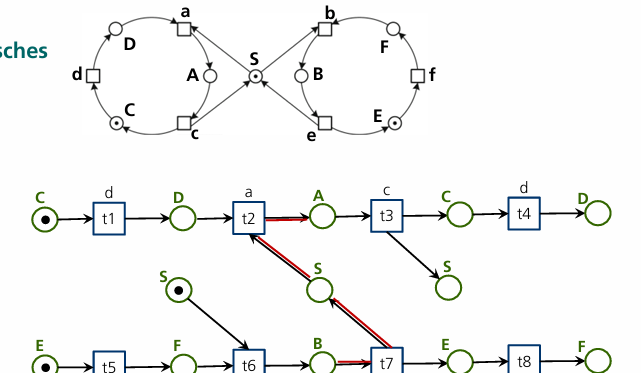 a b
D F
sches
S
d A B f
C E
c e
d a c d
C D A C D
t1 t2 t3 t4
S S S
E F B E F
t5 t6 t7 t8